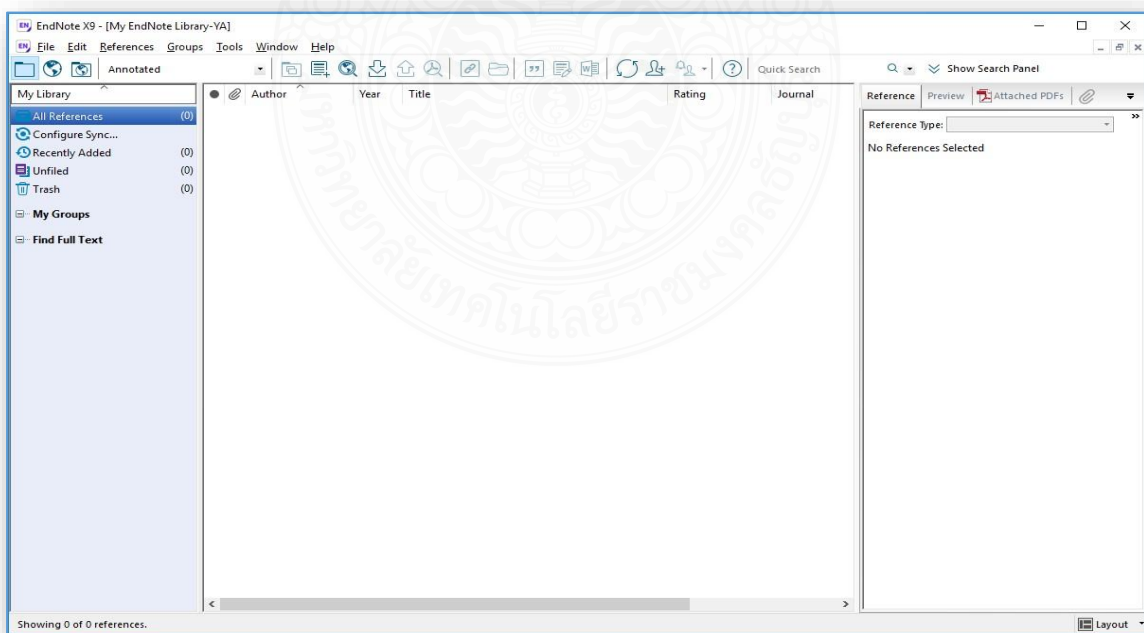 EndNote X9 - [My EndNote Library-YA]
File Edit References Groups Tools Window Help
Annotated Quick Search Show Search Panel
My Library Author Year Title Rating Journal Reference Preview Attached PDFs
All References (0) Reference Type:
Configure Sync... No References Selected
Recently Added (0)
Unfiled (0)
Trash (0)
My Groups
Find Full Text
Showing 0 of 0 references. Layout